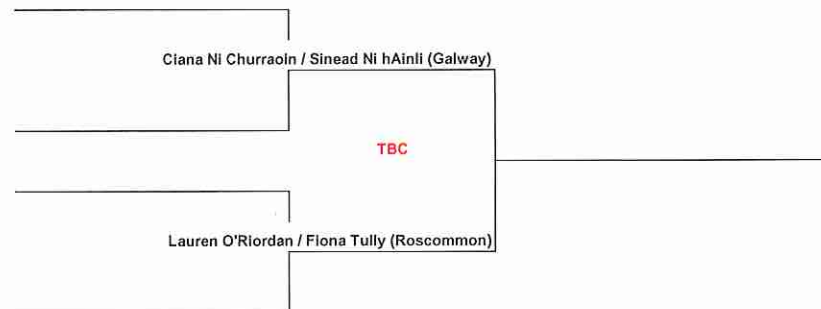 Ciana Ni Churraoin / Sinead Ni hAinli (Galway)
TBC
Lauren O'Riordan / Fiona Tully (Roscommon)